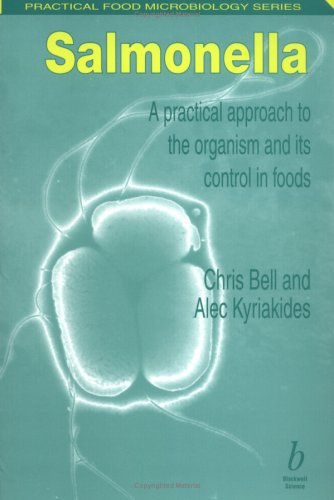 PRACTICAL FOOD MICROBIOLOGY SERIES
Salmonella
A practical approach to
the organism and its
control in foods
Chris Bell and
Alec Kyriakides
b
Blackwell
Science